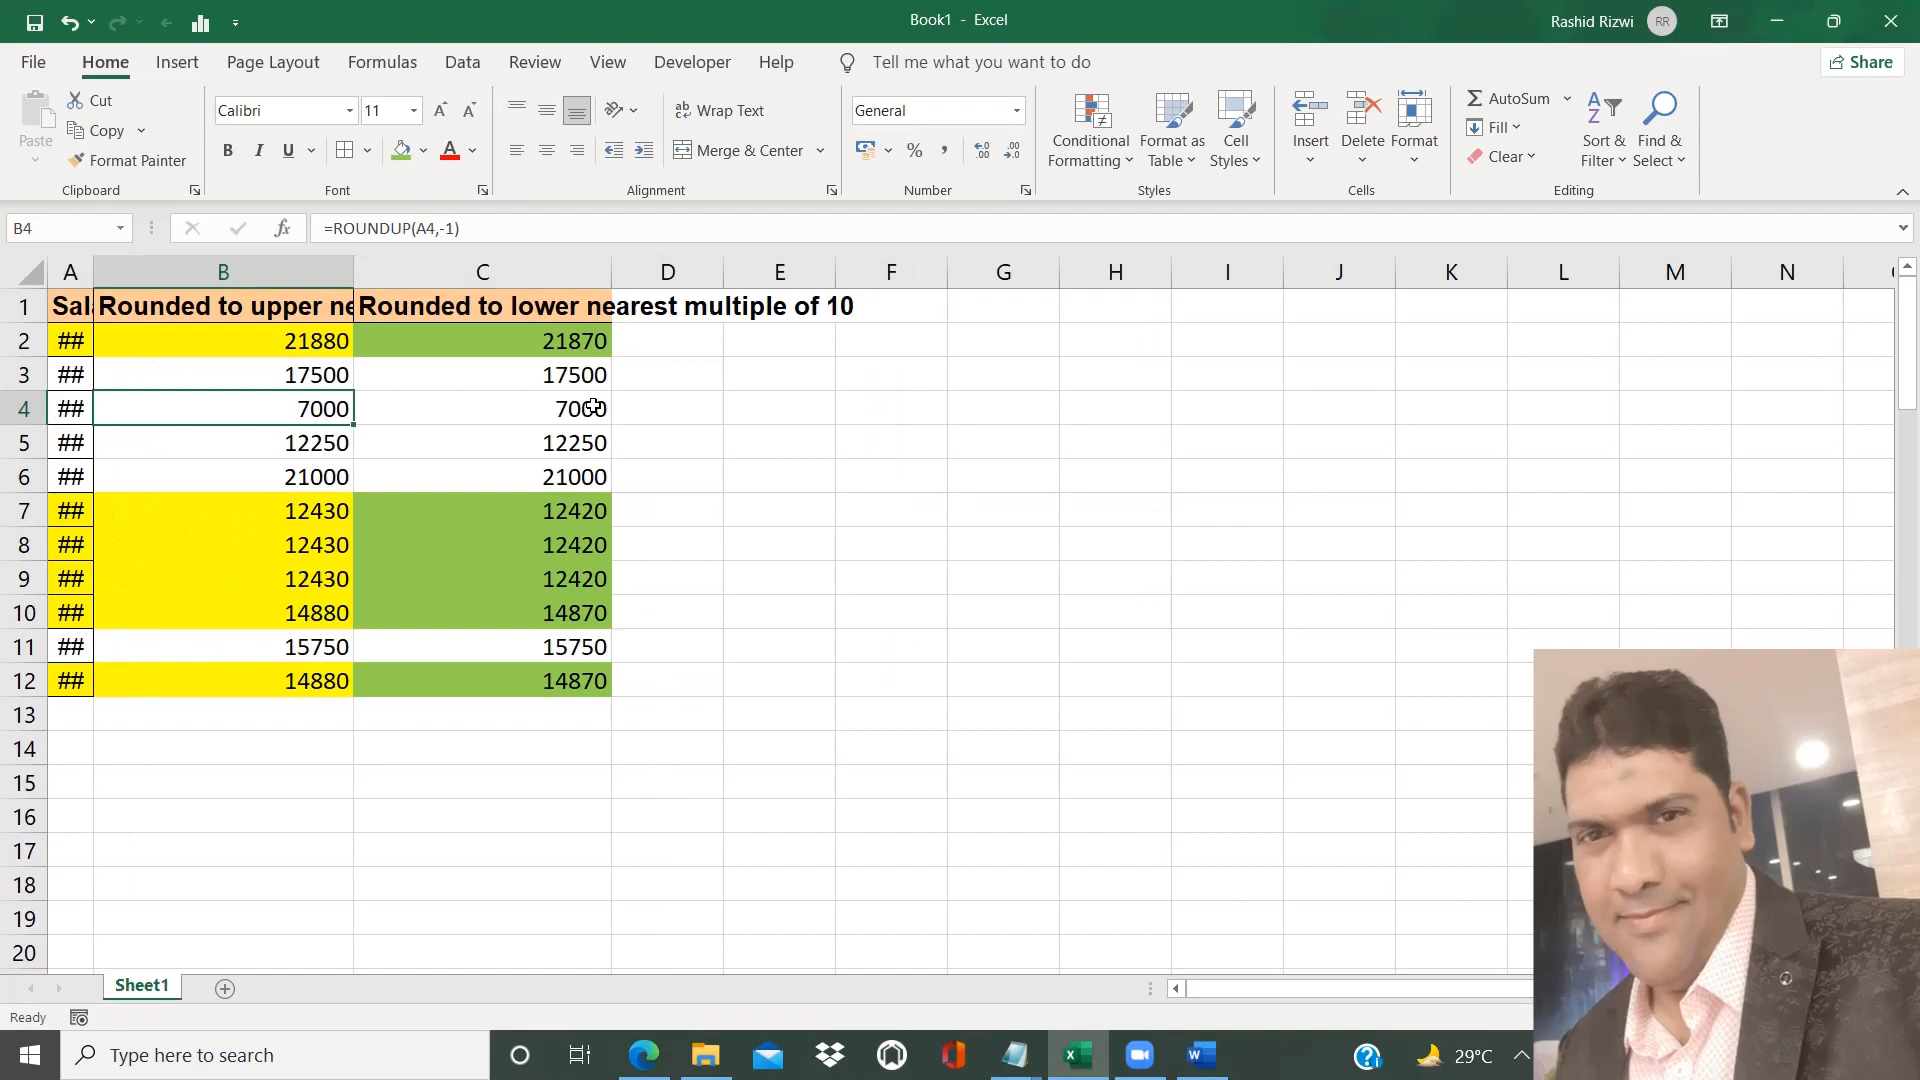 Book1 - Excel
Rashid Rizwi RR
File Home Insert Page Layout Formulas Data Review View Developer Help Tell me what you want to do Share
Paste
Cut
Copy
Format Painter
Clipboard
Calibri 11
B I U A
Font
Wrap Text
Merge & Center
Alignment
General
% ,
Number
Conditional Formatting
Format as Table
Cell Styles
Styles
Insert Delete Format
Cells
AutoSum
Fill
Clear
Sort & Filter
Find & Select
Editing
B4 fx =ROUNDUP(A4,-1)
A B C D E F G H I J K L M N
1 Sal Rounded to upper ne Rounded to lower nearest multiple of 10
2 ## 21880 21870
3 ## 17500 17500
4 ## 7000 7000
5 ## 12250 12250
6 ## 21000 21000
7 ## 12430 12420
8 ## 12430 12420
9 ## 12430 12420
10 ## 14880 14870
11 ## 15750 15750
12 ## 14880 14870
13
14
15
16
17
18
19
20
Sheet1
Ready
Type here to search
29°C